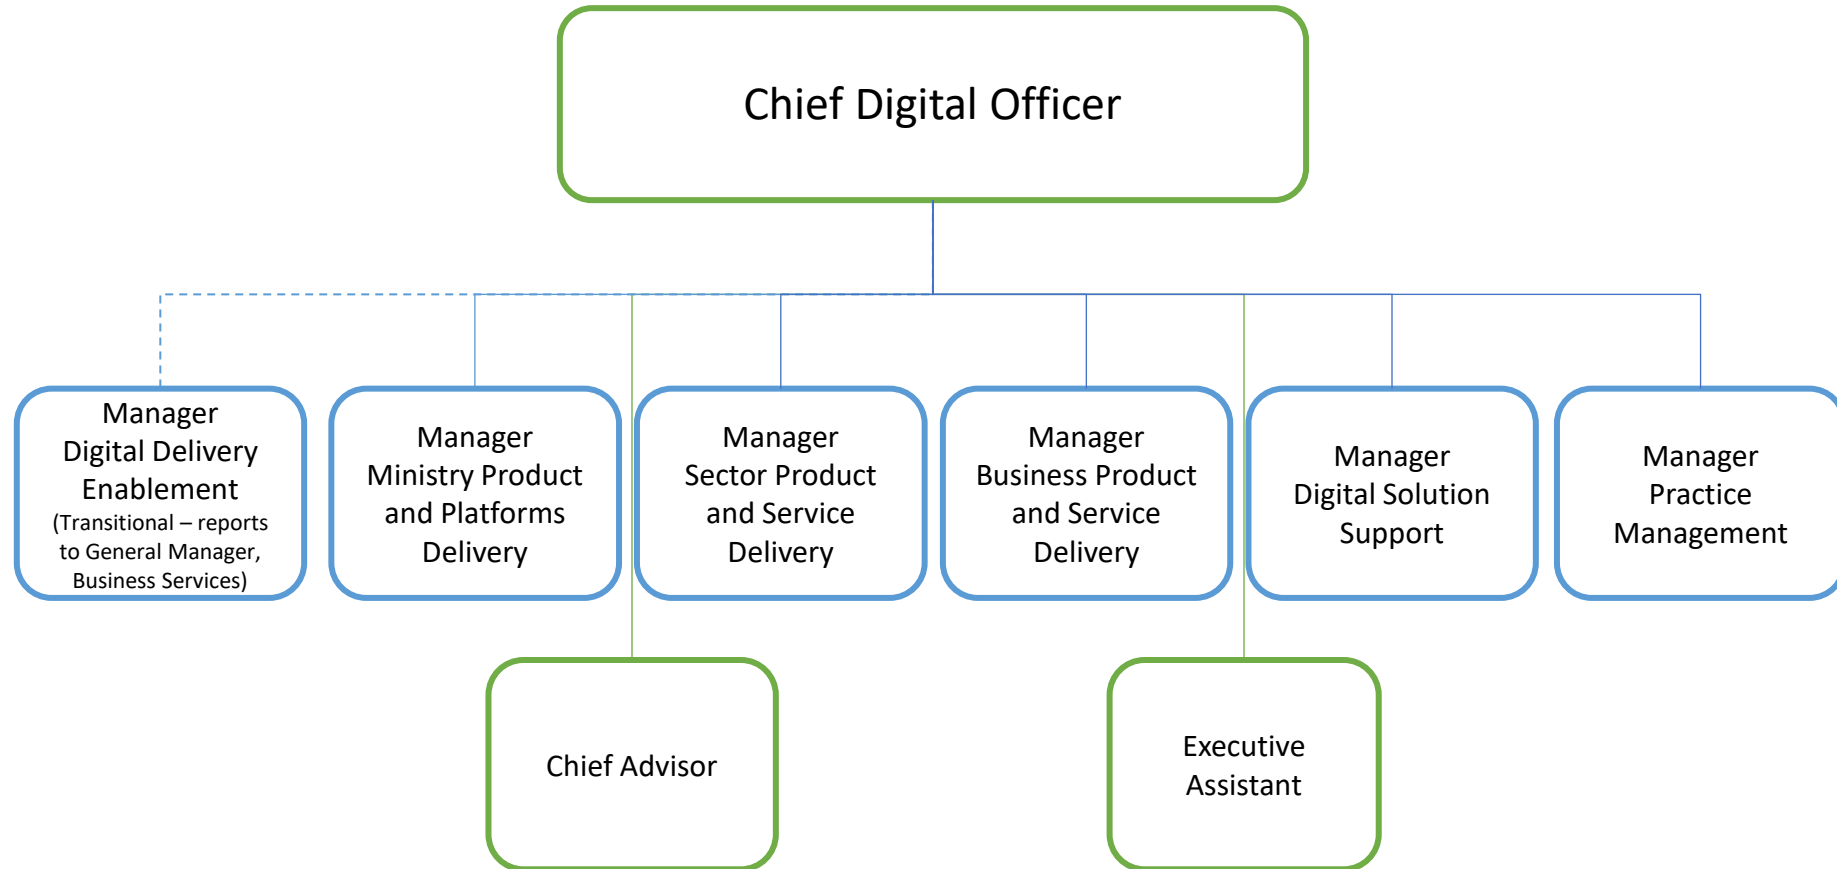 Chief Digital Officer
Manager
Digital Delivery
Enablement
(Transitional – reports
to General Manager,
Business Services)
Manager
Ministry Product
and Platforms
Delivery
Manager
Sector Product
and Service
Delivery
Manager
Business Product
and Service
Delivery
Manager
Digital Solution
Support
Manager
Practice
Management
Chief Advisor
Executive
Assistant